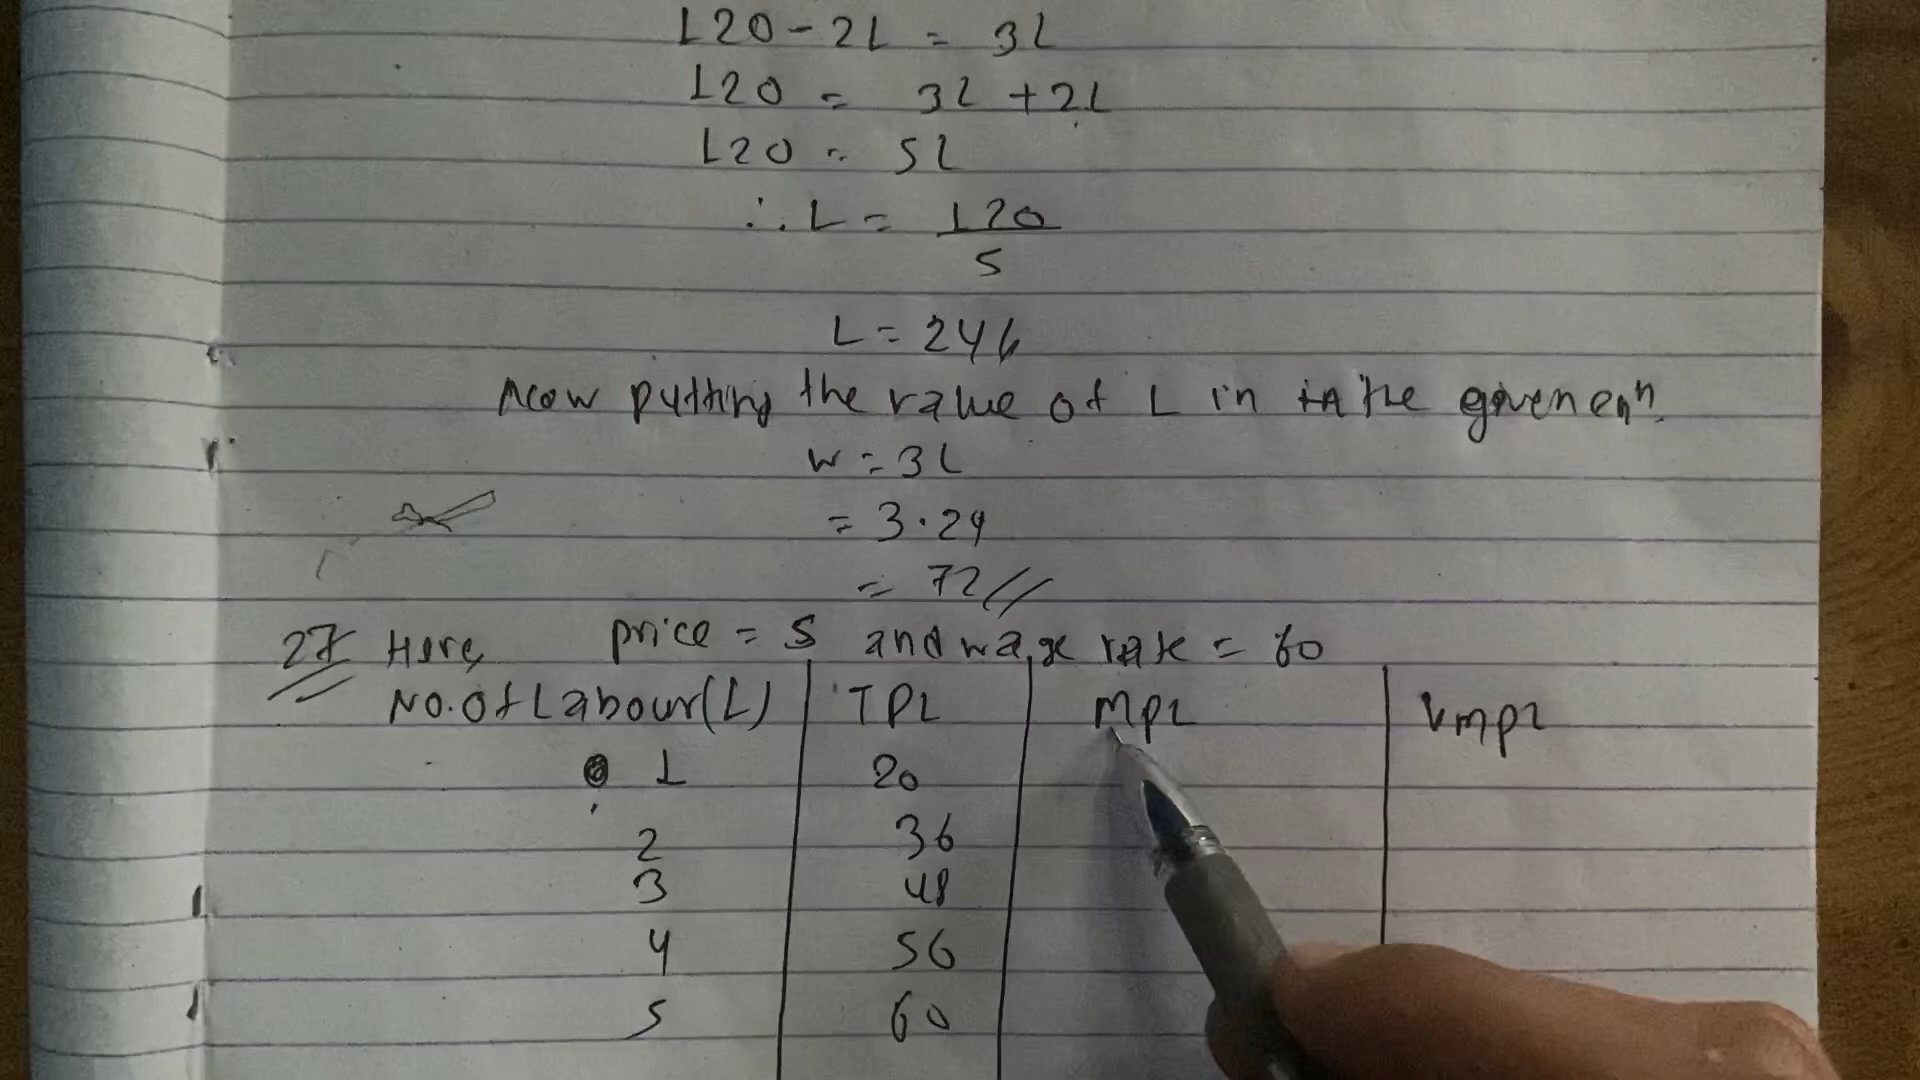 120 - 2L = 3L
120 = 3L + 2L
120 = 5L
∴ L = 120
5
L = 24
Now putting the value of L in in the given eqn
w = 3L
= 3.24
= 72 //
27 Here, price = 5 and wage rate = 60
No. of Labour (L) TPL MPL VMPL
1 20
2 36
3 48
4 56
5 60